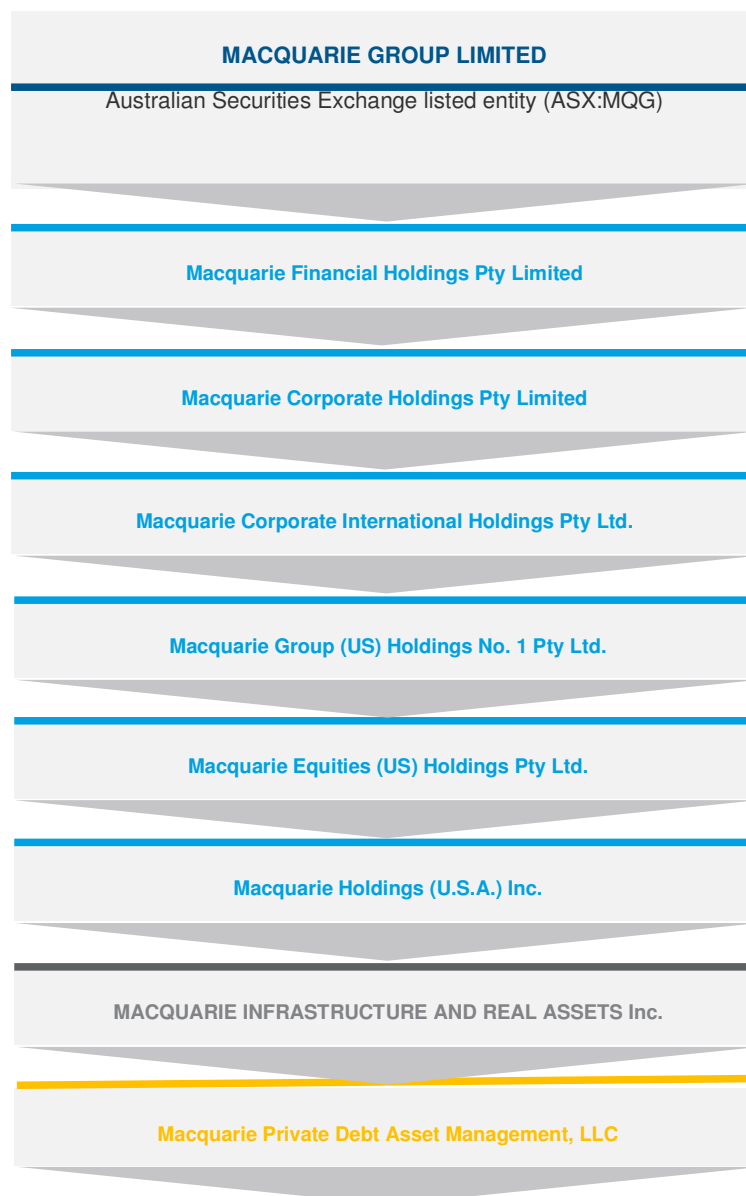 MACQUARIE GROUP LIMITED
Australian Securities Exchange listed entity (ASX:MQG)
Macquarie Financial Holdings Pty Limited
Macquarie Corporate Holdings Pty Limited
Macquarie Corporate International Holdings Pty Ltd.
Macquarie Group (US) Holdings No. 1 Pty Ltd.
Macquarie Equities (US) Holdings Pty Ltd.
Macquarie Holdings (U.S.A.) Inc.
MACQUARIE INFRASTRUCTURE AND REAL ASSETS Inc.
Macquarie Private Debt Asset Management, LLC